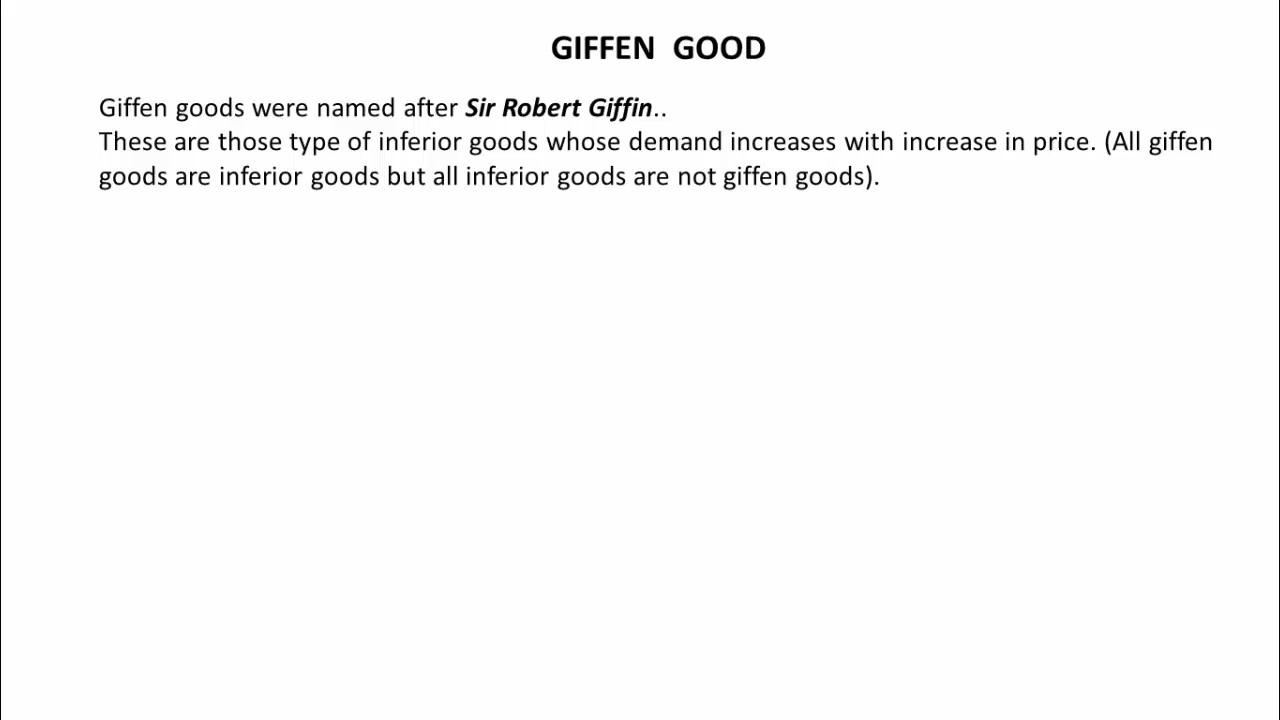 GIFFEN GOOD
Giffen goods were named after Sir Robert Giffin..
These are those type of inferior goods whose demand increases with increase in price. (All giffen
goods are inferior goods but all inferior goods are not giffen goods).